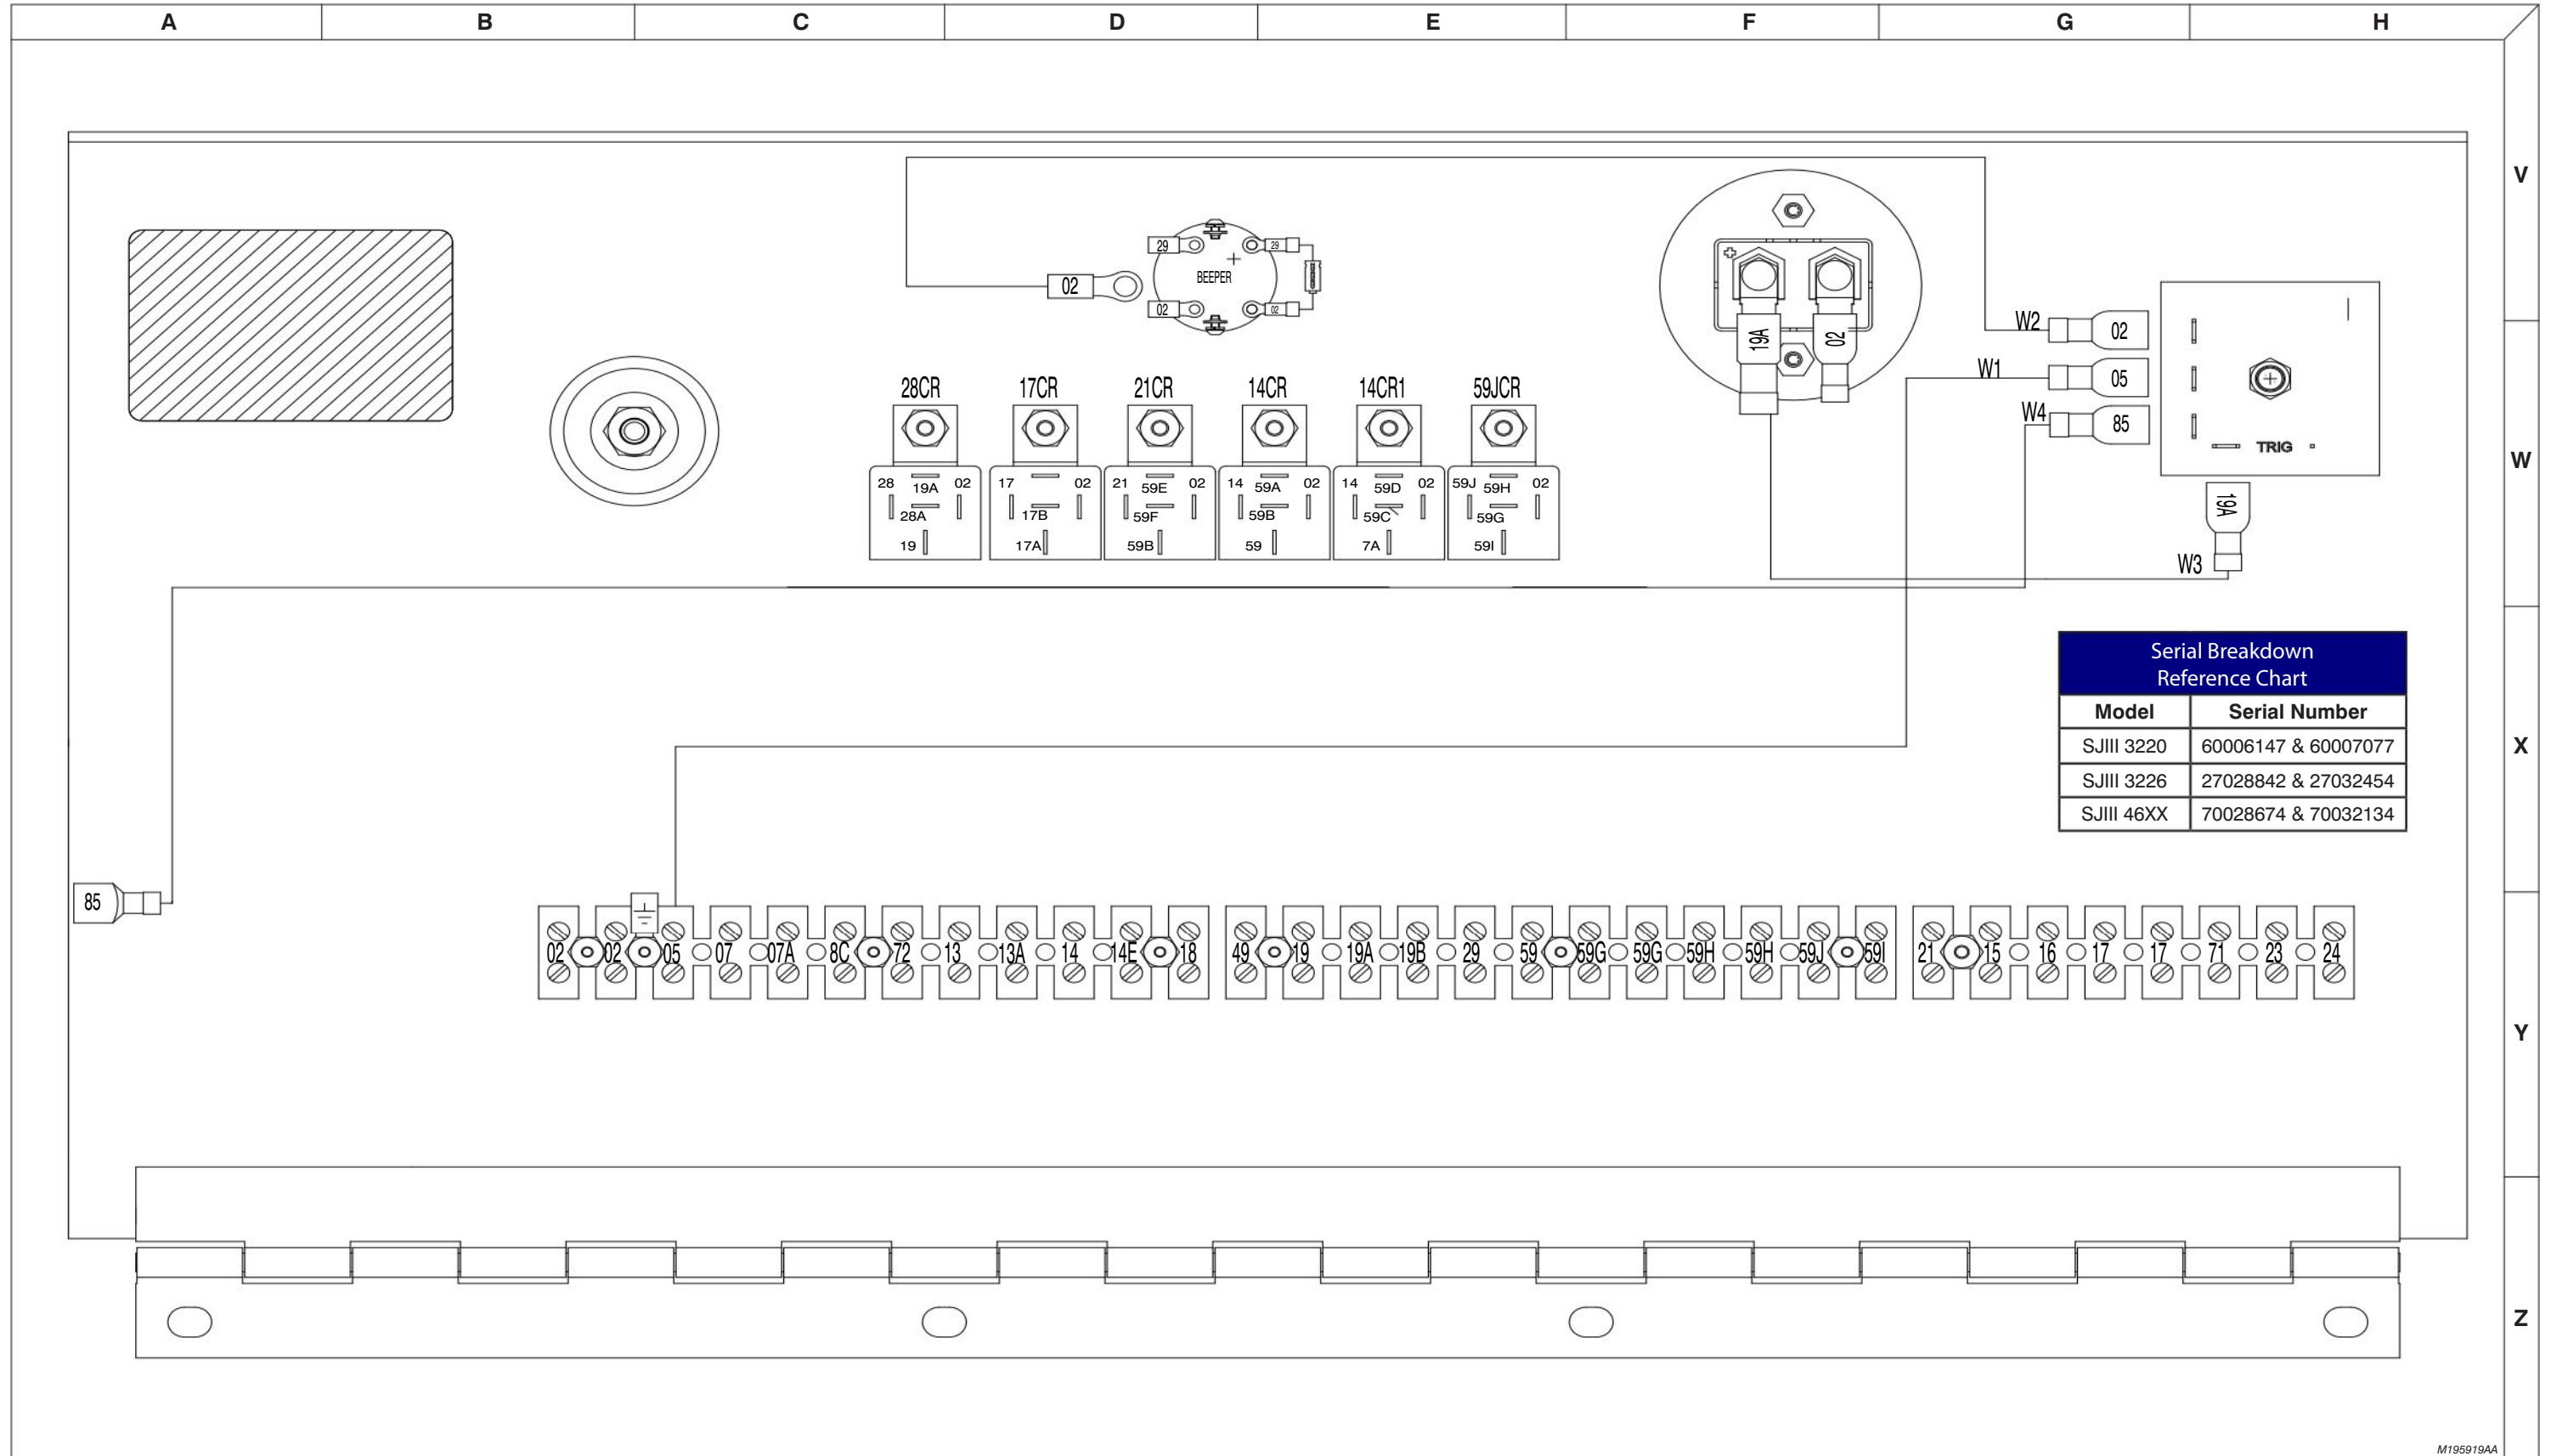 A B C D E F G H
V
29 29
BEEPER
02
02 02
19A 02
W2 02
W1 05
W4 85
TRIG
W
28CR 17CR 21CR 14CR 14CR1 59JCR
28 19A 02 17 02 21 59E 02 14 59A 02 14 59D 02 59J 59H 02
28A 17B 59F 59B 59C 59G
19 17A 59B 59 7A 59I
19A
W3
Serial Breakdown
Reference Chart
Model Serial Number
SJIII 3220 60006147 & 60007077
SJIII 3226 27028842 & 27032454
SJIII 46XX 70028674 & 70032134
X
85
02 02 05 07 07A 8C 72 13 13A 14 14E 18 49 19 19A 19B 29 59 59G 59G 59H 59H 59J 59I 21 15 16 17 17 71 23 24
Y
Z
M195919AA